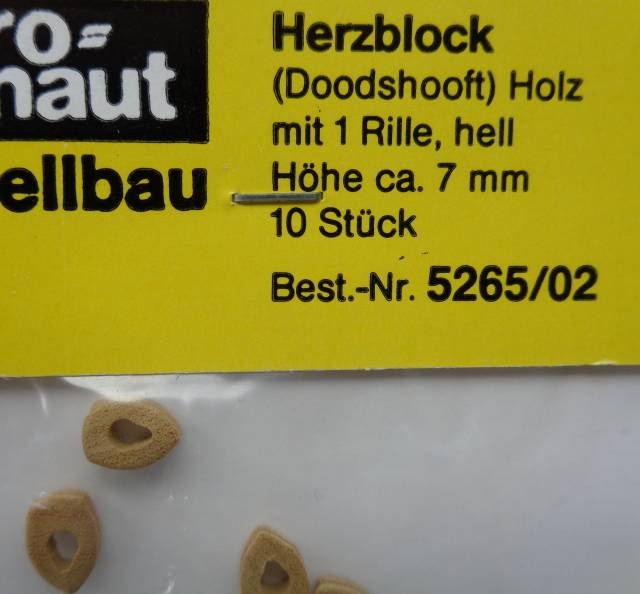 ro=
naut
ellbau
Herzblock
(Doodshooft) Holz
mit 1 Rille, hell
Höhe ca. 7 mm
10 Stück
Best.-Nr. 5265/02